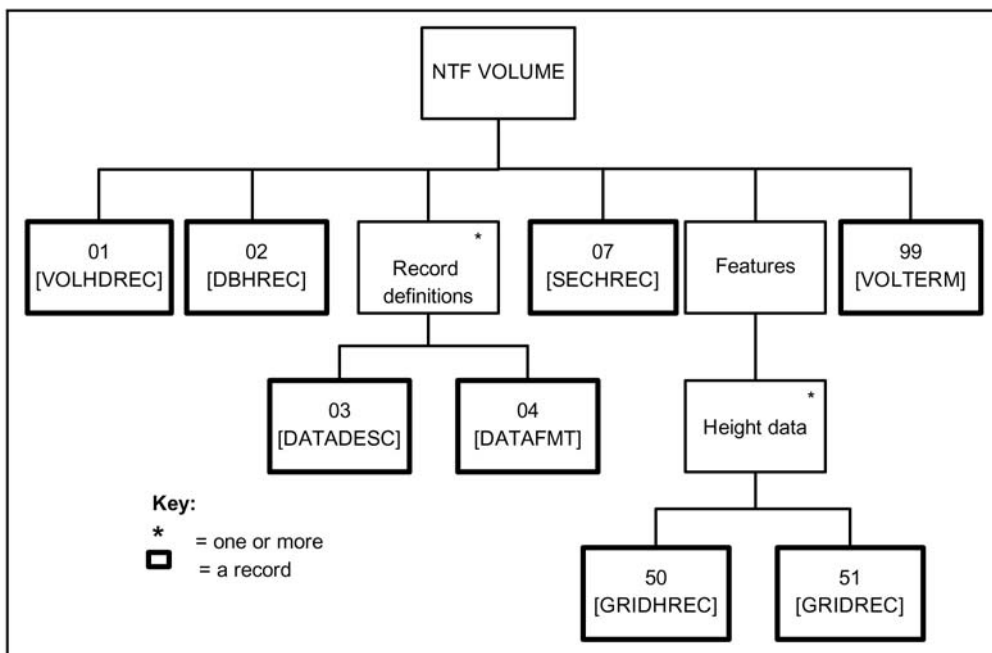 NTF VOLUME
01
[VOLHDREC]
02
[DBHREC]
*
Record
definitions
07
[SECHREC]
Features
99
[VOLTERM]
03
[DATADESC]
04
[DATAFMT]
*
Height data
50
[GRIDHREC]
51
[GRIDREC]
Key:
* = one or more
= a record